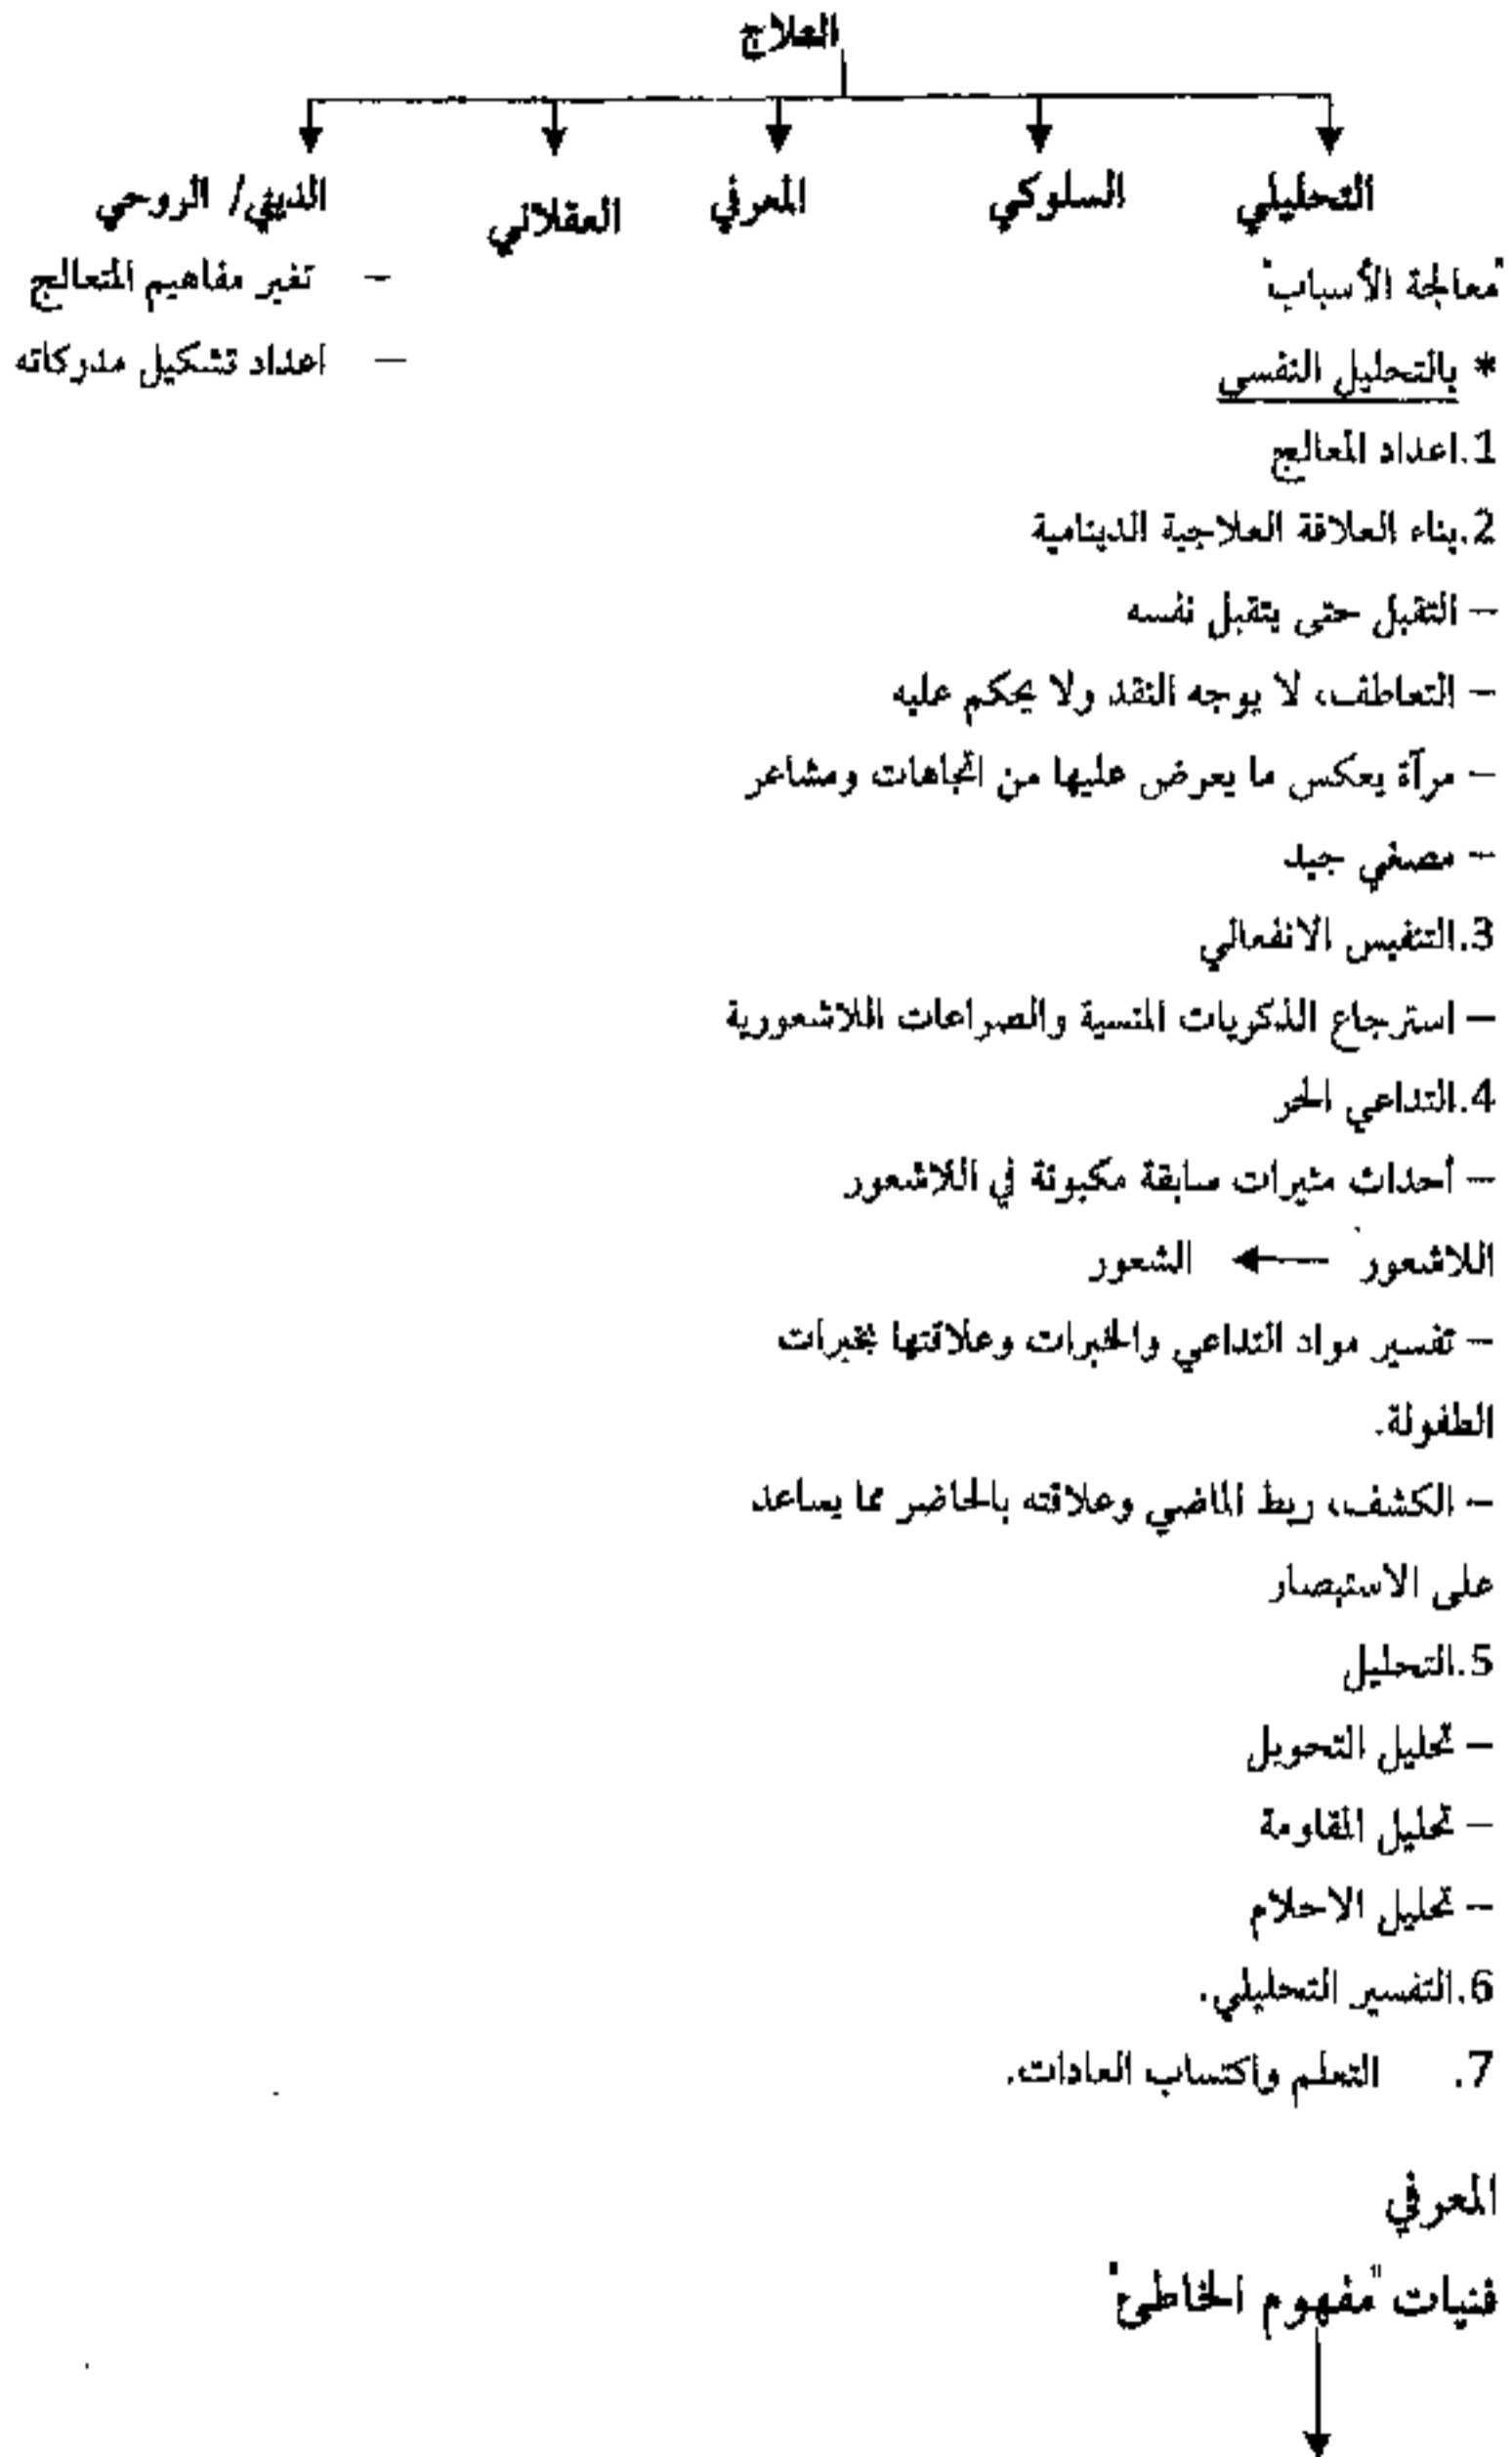 العلاج
التحليلي
السلوكي
المعرفي
العقلاني
الديني/ الروحي
"معالجة الأسباب"
– تغير مفاهيم المتعالج
* بالتحليل النفسي
– اعداد تشكيل مدركاته
1.اعداد المعالج
2.بناء العلاقة العلاجية الدينامية
– التقبل حتى يتقبل نفسه
– التعاطف، لا يوجه النقد ولا يحكم عليه
– مرآة يعكس ما يعرض عليها من اتجاهات ومشاعر
– مصغي جيد
3.التنفيس الانفعالي
– استرجاع الذكريات المنسية والصراعات اللاشعورية
4.التداعي الحر
– أحداث مثيرات سابقة مكبوتة في اللاشعور
اللاشعور ← الشعور
– تفسير مواد التداعي والخبرات وعلاقتها بخبرات
الطفولة.
– الكشف، ربط الماضي وعلاقته بالحاضر مما يساعد
على الاستبصار
5.التحليل
– تحليل التحويل
– تحليل المقاومة
– تحليل الاحلام
6.التفسير التحليلي.
7. التعلم واكتساب العادات.
المعرفي
فنيات "مفهوم الخاطئ"